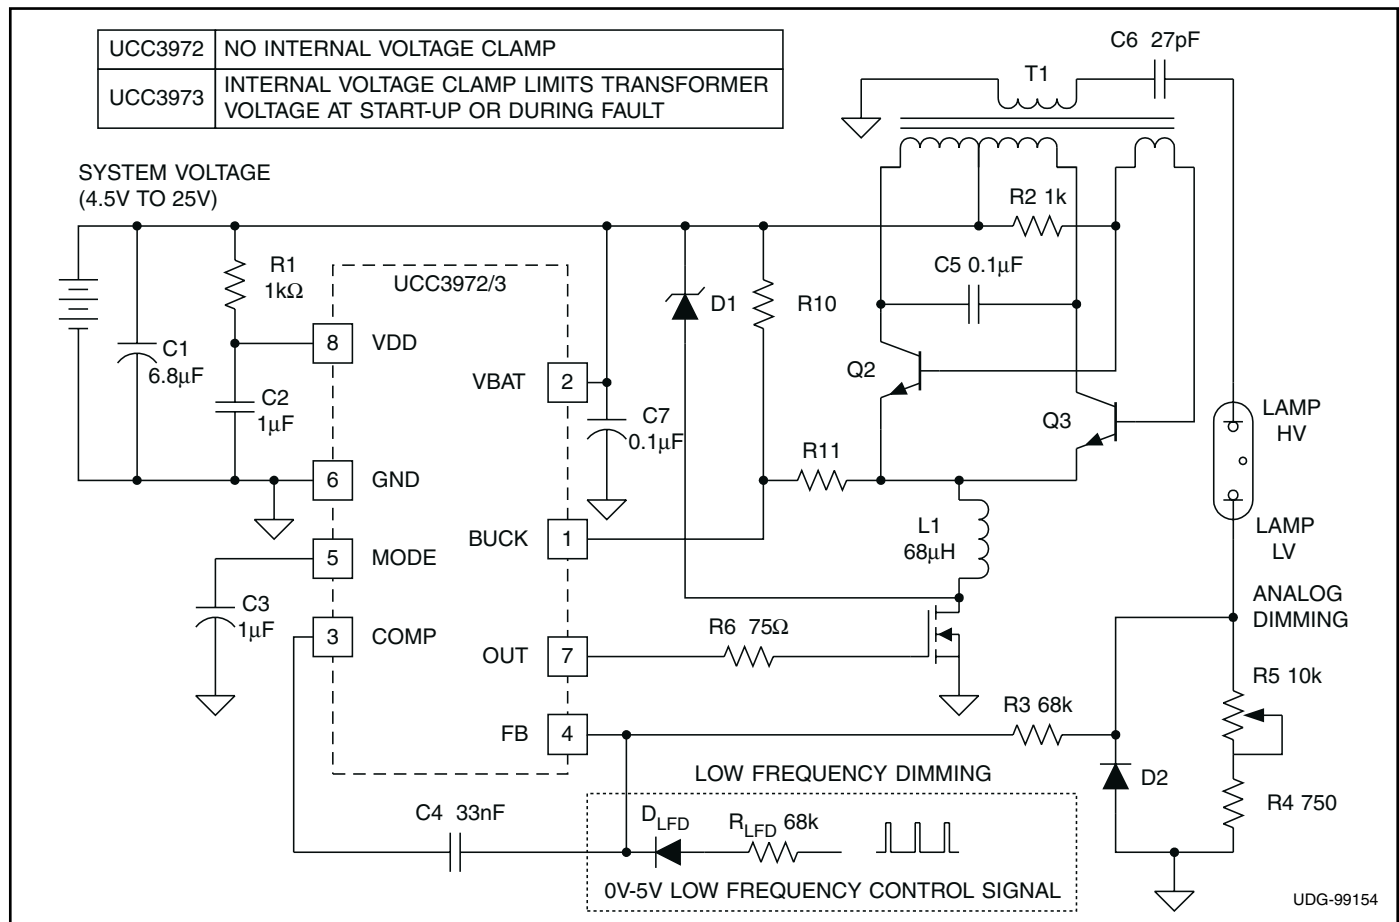 UCC3972 NO INTERNAL VOLTAGE CLAMP
UCC3973 INTERNAL VOLTAGE CLAMP LIMITS TRANSFORMER
VOLTAGE AT START-UP OR DURING FAULT
C6 27pF
T1
SYSTEM VOLTAGE
(4.5V TO 25V)
R2 1k
R1
1kΩ
UCC3972/3
C5 0.1µF
D1
R10
C1
6.8µF
8 VDD
VBAT 2
Q2
C2
1µF
C7
0.1µF
Q3
LAMP
HV
R11
6 GND
L1
68µH
BUCK 1
LAMP
LV
5 MODE
C3
1µF
3 COMP
ANALOG
DIMMING
R6 75Ω
OUT 7
R5 10k
R3 68k
FB 4
LOW FREQUENCY DIMMING
D2
R4 750
C4 33nF
DLFD
RLFD 68k
0V-5V LOW FREQUENCY CONTROL SIGNAL
UDG-99154